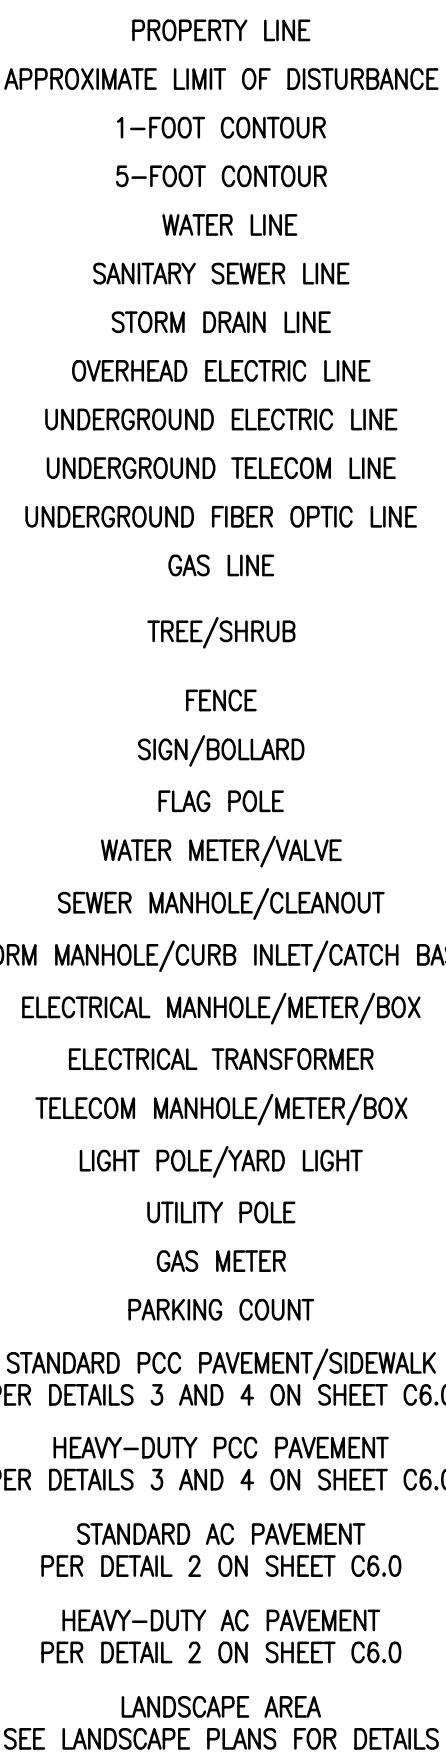 PROPERTY LINE
APPROXIMATE LIMIT OF DISTURBANCE
1-FOOT CONTOUR
5-FOOT CONTOUR
WATER LINE
SANITARY SEWER LINE
STORM DRAIN LINE
OVERHEAD ELECTRIC LINE
UNDERGROUND ELECTRIC LINE
UNDERGROUND TELECOM LINE
UNDERGROUND FIBER OPTIC LINE
GAS LINE
TREE/SHRUB
FENCE
SIGN/BOLLARD
FLAG POLE
WATER METER/VALVE
SEWER MANHOLE/CLEANOUT
MANHOLE/CURB INLET/CATCH
ELECTRICAL MANHOLE/METER/BOX
ELECTRICAL TRANSFORMER
TELECOM MANHOLE/METER/BOX
LIGHT POLE/YARD LIGHT
UTILITY POLE
GAS METER
PARKING COUNT
STANDARD PCC PAVEMENT/SIDEWALK
PER DETAILS 3 AND 4 ON SHEET C6.0
HEAVY-DUTY PCC PAVEMENT
PER DETAILS 3 AND 4 ON SHEET C6.0
STANDARD AC PAVEMENT
PER DETAIL 2 ON SHEET C6.0
HEAVY-DUTY AC PAVEMENT
PER DETAIL 2 ON SHEET C6.0
LANDSCAPE AREA
SEE LANDSCAPE PLANS FOR DETAILS